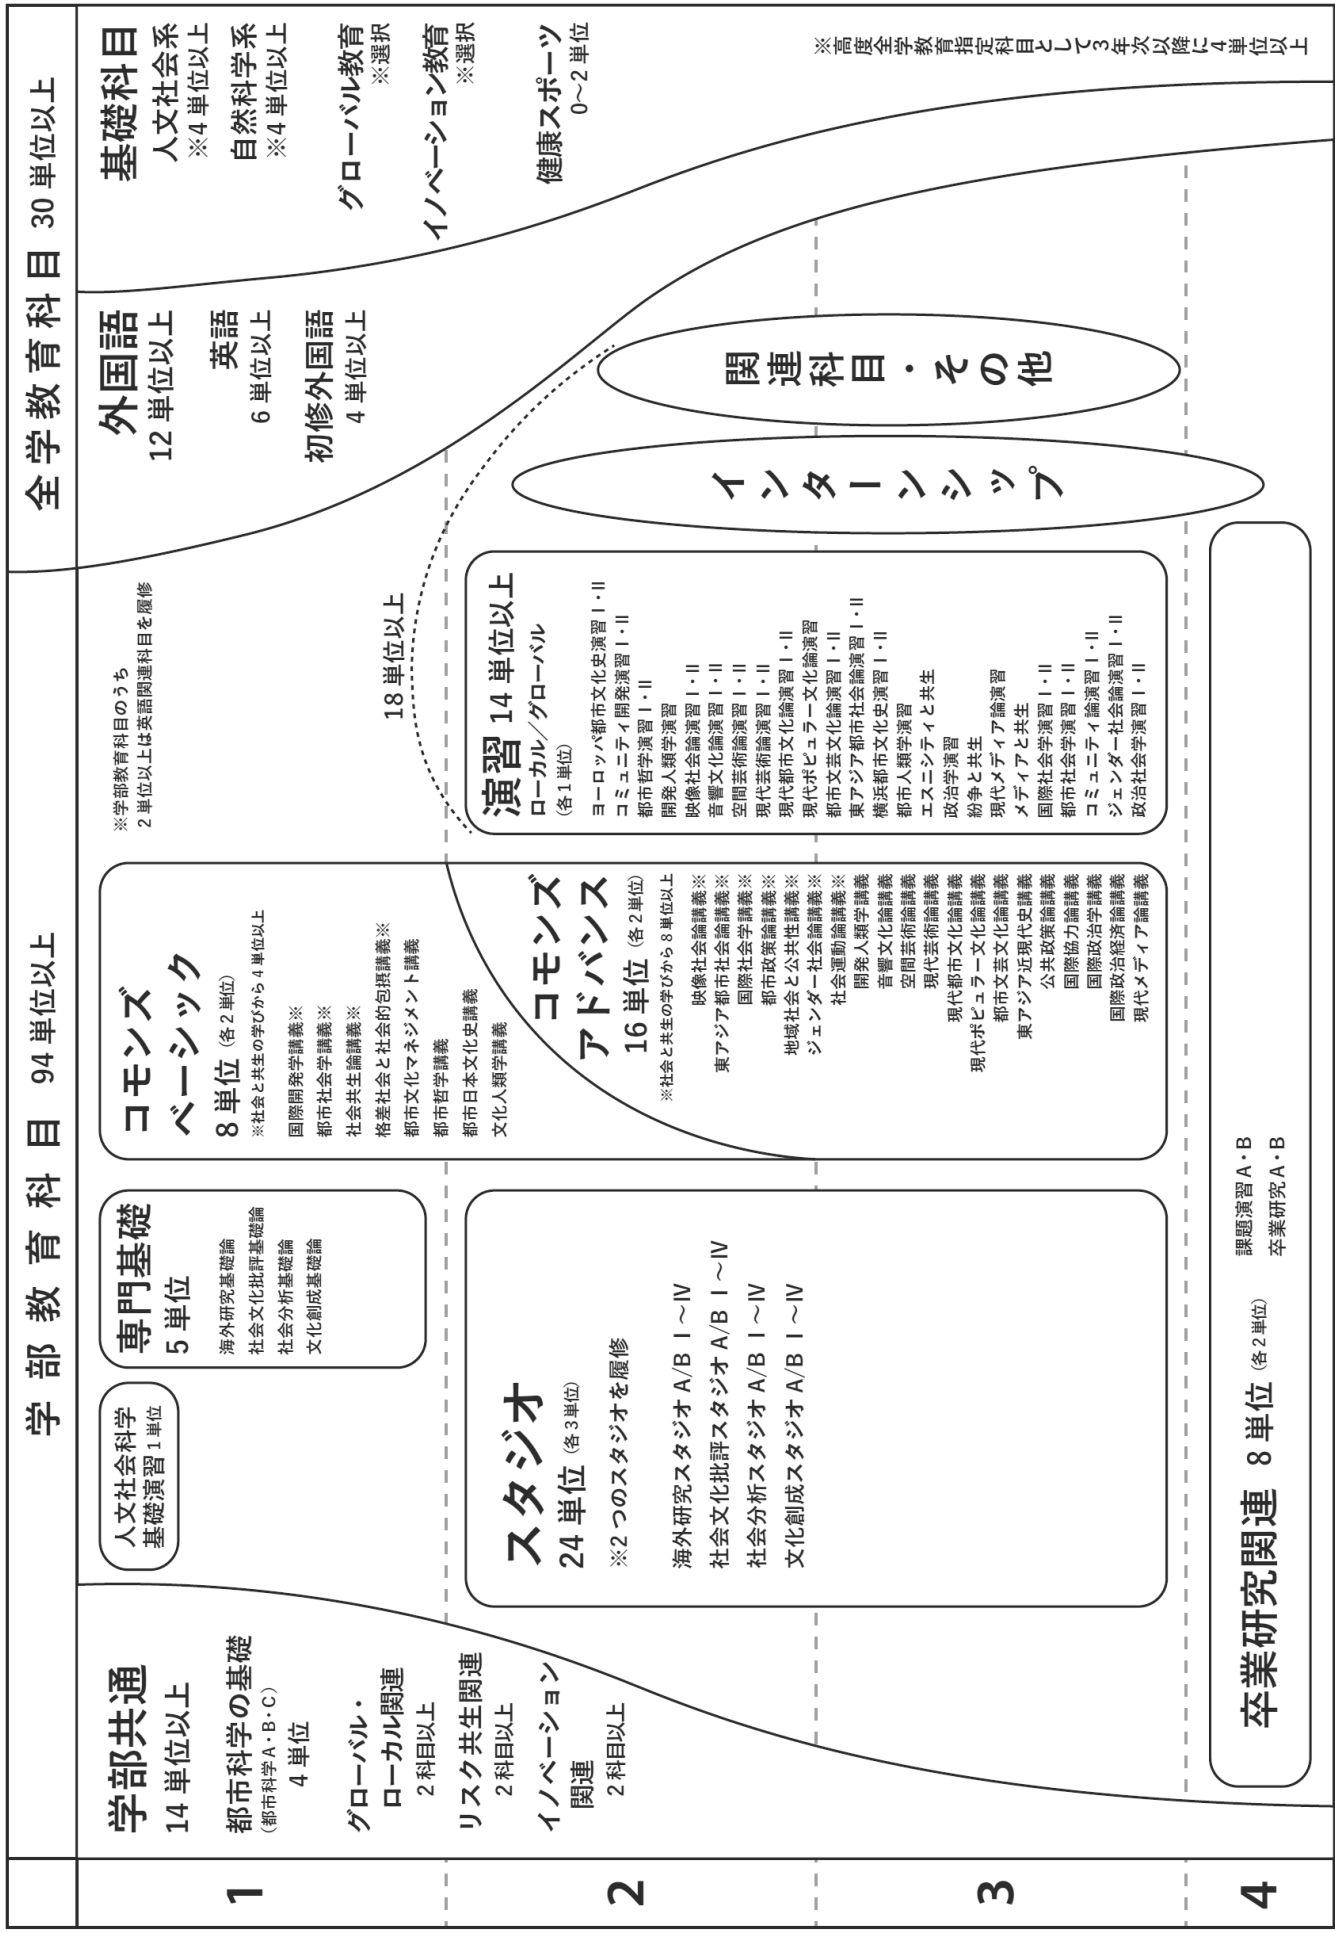 学部教育科目 94 単位以上
全学教育科目 30 単位以上
1
2
3
4
学部共通
14 単位以上
都市科学の基礎
（都市科学 A・B・C）
4 単位
グローバル・
ローカル関連
2 科目以上
リスク共生関連
2 科目以上
イノベーション
関連
2 科目以上
人文社会科学
基礎演習 1 単位
専門基礎
5 単位
海外研究基礎論
社会文化批評基礎論
社会分析基礎論
文化創成基礎論
スタジオ
24 単位（各 3 単位）
※2 つのスタジオを履修
海外研究スタジオ A/B Ⅰ～Ⅳ
社会文化批評スタジオ A/B Ⅰ～Ⅳ
社会分析スタジオ A/B Ⅰ～Ⅳ
文化創成スタジオ A/B Ⅰ～Ⅳ
コモンズ
ベーシック
8 単位（各 2 単位）
※社会と共生の学びから 4 単位以上
国際開発学講義※
都市社会学講義※
社会共生論講義※
格差社会と社会的包摂講義※
都市文化マネジメント講義
都市哲学講義
都市日本文化史講義
文化人類学講義
コモンズ
アドバンス
16 単位（各 2 単位）
※社会と共生の学びから 8 単位以上
映像社会論講義※
東アジア都市社会論講義※
国際社会学講義※
都市政策論講義※
地域社会と公共性講義※
ジェンダー社会論講義※
社会運動論講義※
開発人類学講義
音響文化論講義
空間芸術論講義
現代芸術論講義
現代都市文化論講義
現代ポピュラー文化論講義
都市文芸文化論講義
東アジア近現代史講義
公共政策論講義
国際協力論講義
国際政治学講義
国際政治経済論講義
現代メディア論講義
※学部教育科目のうち
2 単位以上は英語関連科目を履修
18 単位以上
演習 14 単位以上
ローカル／グローバル
（各 1 単位）
ヨーロッパ都市文化史演習 Ⅰ・Ⅱ
コミュニティ開発演習 Ⅰ・Ⅱ
都市哲学演習 Ⅰ・Ⅱ
開発人類学演習
映像社会論演習 Ⅰ・Ⅱ
音響文化論演習 Ⅰ・Ⅱ
空間芸術論演習 Ⅰ・Ⅱ
現代芸術論演習 Ⅰ・Ⅱ
現代都市文化論演習 Ⅰ・Ⅱ
現代ポピュラー文化論演習
都市文芸文化論演習 Ⅰ・Ⅱ
東アジア都市社会論演習 Ⅰ・Ⅱ
横浜都市文化史演習 Ⅰ・Ⅱ
都市人類学演習
エスニシティと共生
政治学演習
紛争と共生
現代メディア論演習
メディアと共生
国際社会学演習 Ⅰ・Ⅱ
都市社会学演習 Ⅰ・Ⅱ
コミュニティ論演習 Ⅰ・Ⅱ
ジェンダー社会論演習 Ⅰ・Ⅱ
政治社会学演習 Ⅰ・Ⅱ
インターンシップ
関連科目・その他
卒業研究関連 8 単位（各 2 単位）
課題演習 A・B
卒業研究 A・B
外国語
12 単位以上
英語
6 単位以上
初修外国語
4 単位以上
基礎科目
人文社会系
※4 単位以上
自然科学系
※4 単位以上
グローバル教育
※選択
イノベーション教育
※選択
健康スポーツ
0～2 単位
※高度全学教育指定科目として 3 年次以降に 4 単位以上